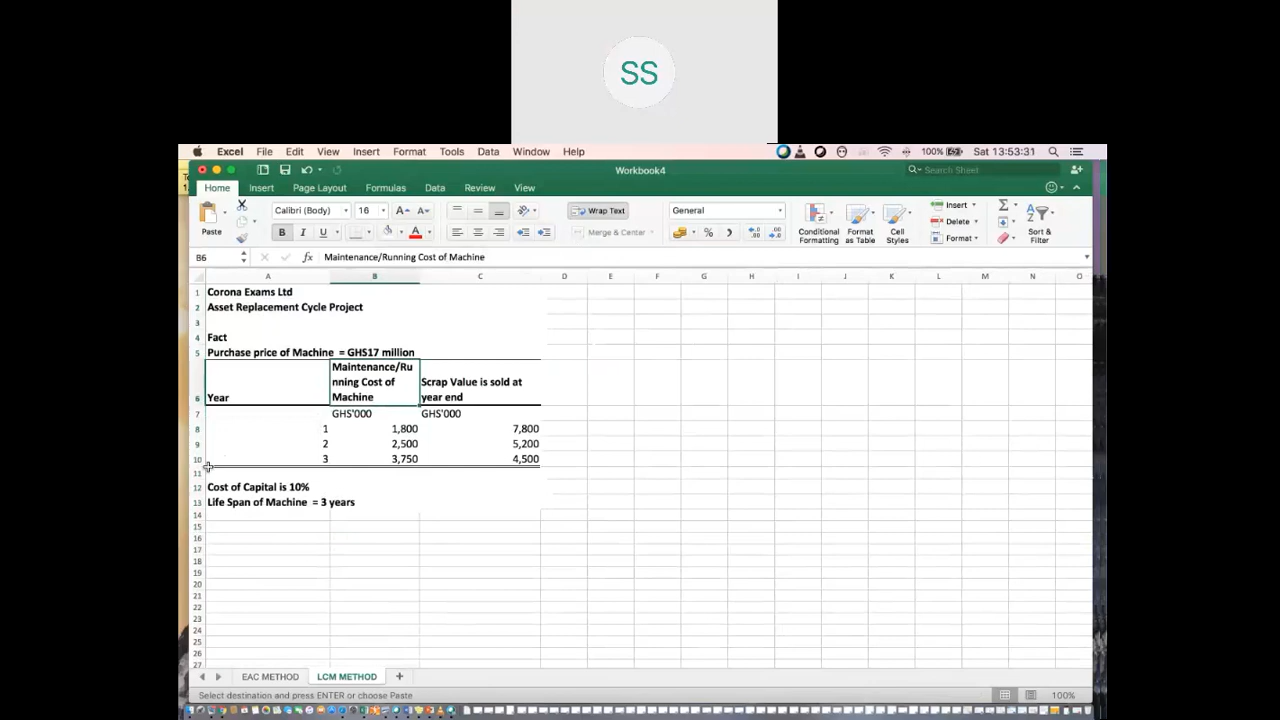 SS
Excel File Edit View Insert Format Tools Data Window Help 100% Sat 13:53:31
Workbook4
Search Sheet
Home Insert Page Layout Formulas Data Review View
Paste
Calibri (Body) 16
Wrap Text
General
Merge & Center
Conditional Formatting
Format as Table
Cell Styles
Insert
Delete
Format
Sort & Filter
B6 fx Maintenance/Running Cost of Machine
A B C D E F G H I J K L M N O
1 Corona Exams Ltd
2 Asset Replacement Cycle Project
3
4 Fact
5 Purchase price of Machine = GHS17 million
Maintenance/Ru
nning Cost of Scrap Value is sold at
6 Year Machine year end
7 GHS'000 GHS'000
8 1 1,800 7,800
9 2 2,500 5,200
10 3 3,750 4,500
11
12 Cost of Capital is 10%
13 Life Span of Machine = 3 years
14
15
16
17
18
19
20
21
22
23
24
25
26
27
EAC METHOD LCM METHOD
Select destination and press ENTER or choose Paste 100%